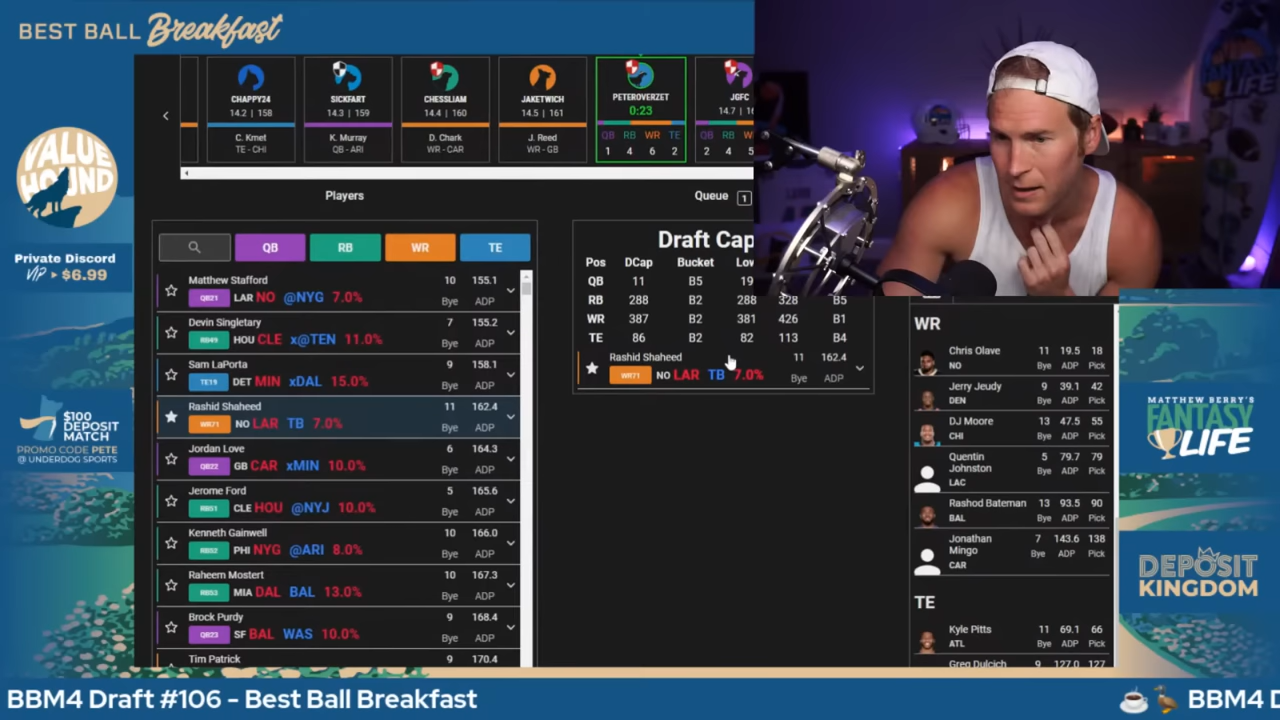 BEST BALL Breakfast
VALUE HOUND
Private Discord
VIP ▸ $6.99
$100 DEPOSIT MATCH
PROMO CODE PETE
@ UNDERDOG SPORTS
CHAPPY24
14.2 | 158
C. Kmet
TE - CHI
SICKFART
14.3 | 159
K. Murray
QB - ARI
CHESSLIAM
14.4 | 160
D. Chark
WR - CAR
JAKETWICH
14.5 | 161
J. Reed
WR - GB
PETEROVERZET
0:23
QB RB WR TE
1 4 6 2
JGFC
14.7 | 16
QB RB W
2 4 5
Players
Queue 1
QB RB WR TE
Matthew Stafford 10 155.1
QB21 LAR NO @NYG 7.0% Bye ADP
Devin Singletary 7 155.2
RB49 HOU CLE x@TEN 11.0% Bye ADP
Sam LaPorta 9 158.1
TE19 DET MIN xDAL 15.0% Bye ADP
Rashid Shaheed 11 162.4
WR71 NO LAR TB 7.0% Bye ADP
Jordan Love 6 164.3
QB22 GB CAR xMIN 10.0% Bye ADP
Jerome Ford 5 165.6
RB51 CLE HOU @NYJ 10.0% Bye ADP
Kenneth Gainwell 10 166.0
RB52 PHI NYG @ARI 8.0% Bye ADP
Raheem Mostert 10 167.3
RB53 MIA DAL BAL 13.0% Bye ADP
Brock Purdy 9 168.4
QB23 SF BAL WAS 10.0% Bye ADP
Tim Patrick 9 170.4
Draft Cap
Pos DCap Bucket Low
QB 11 B5 19
RB 288 B2 288 328 B5
WR 387 B2 381 426 B1
TE 86 B2 82 113 B4
Rashid Shaheed 11 162.4
WR71 NO LAR TB 7.0% Bye ADP
WR
Chris Olave 11 19.5 18
NO Bye ADP Pick
Jerry Jeudy 9 39.1 42
DEN Bye ADP Pick
DJ Moore 13 47.5 55
CHI Bye ADP Pick
Quentin Johnston 5 79.7 79
LAC Bye ADP Pick
Rashod Bateman 13 93.5 90
BAL Bye ADP Pick
Jonathan Mingo 7 143.6 138
CAR Bye ADP Pick
TE
Kyle Pitts 11 69.1 66
ATL Bye ADP Pick
Greg Dulcich 9 127.0 127
MATTHEW BERRY'S
FANTASY
LIFE
DEPOSIT
KINGDOM
BBM4 Draft #106 - Best Ball Breakfast
BBM4 D